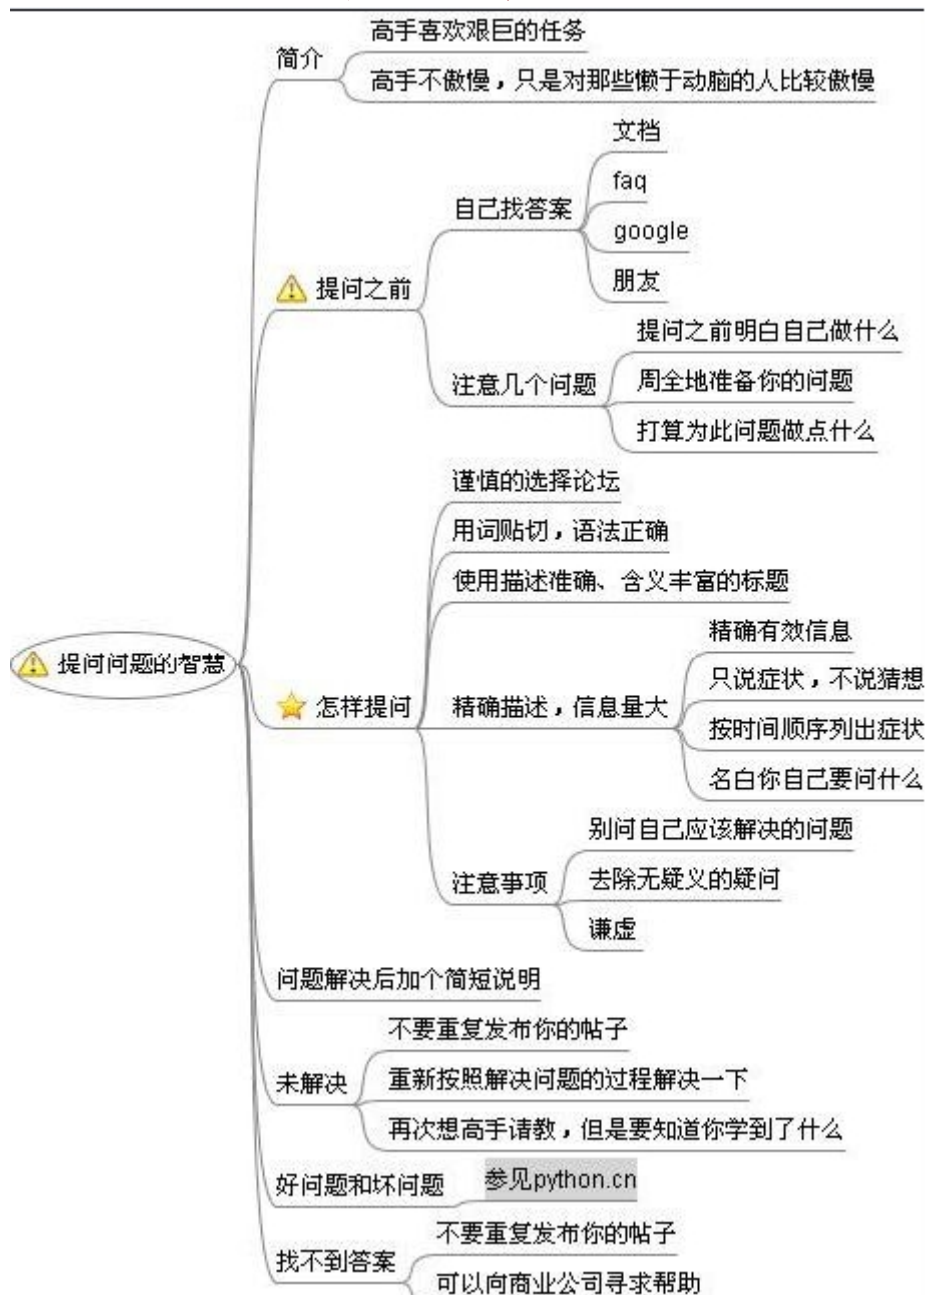 简介
高手喜欢艰巨的任务
高手不傲慢，只是对那些懒于动脑的人比较傲慢
提问之前
自己找答案
文档
faq
google
朋友
注意几个问题
提问之前明白自己做什么
周全地准备你的问题
打算为此问题做点什么
提问问题的智慧
怎样提问
谨慎的选择论坛
用词贴切，语法正确
使用描述准确、含义丰富的标题
精确描述，信息量大
精确有效信息
只说症状，不说猜想
按时间顺序列出症状
名白你自己要问什么
注意事项
别问自己应该解决的问题
去除无疑义的疑问
谦虚
问题解决后加个简短说明
未解决
不要重复发布你的帖子
重新按照解决问题的过程解决一下
再次想高手请教，但是要知道你学到了什么
好问题和坏问题
参见python.cn
找不到答案
不要重复发布你的帖子
可以向商业公司寻求帮助